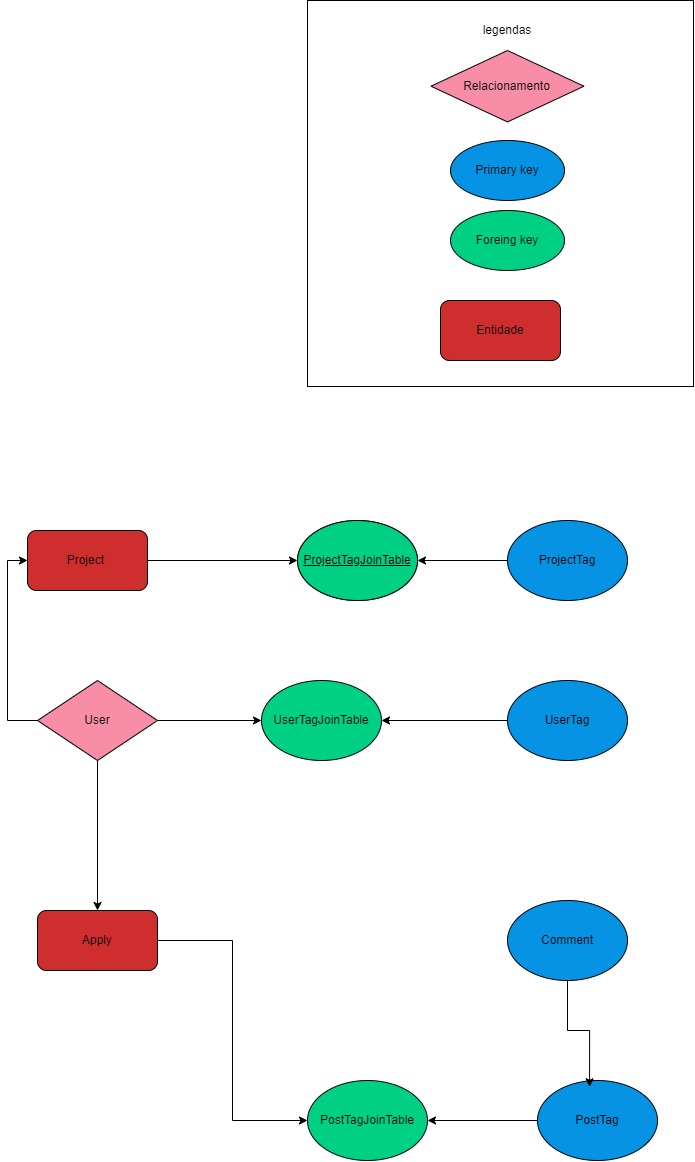 legendas
Relacionamento
Primary key
Foreing key
Entidade
Project
ProjectTagJoinTable
ProjectTag
User
UserTagJoinTable
UserTag
Apply
Comment
PostTagJoinTable
PostTag